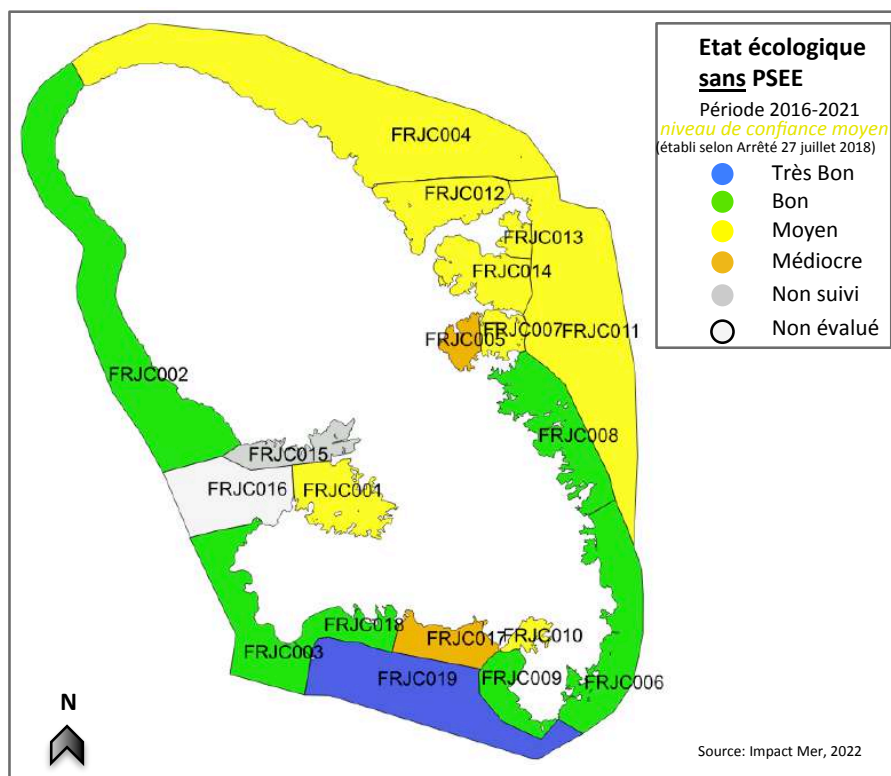 Etat écologique
sans PSEE
Période 2016-2021
niveau de confiance moyen
(établi selon Arrêté 27 juillet 2018)
Très Bon
Bon
Moyen
Médiocre
Non suivi
Non évalué
FRJC004
FRJC012
FRJC013
FRJC014
FRJC007
FRJC011
FRJC005
FRJC002
FRJC008
FRJC015
FRJC016
FRJC001
FRJC018
FRJC017
FRJC010
FRJC003
FRJC019
FRJC009
FRJC006
N
Source: Impact Mer, 2022